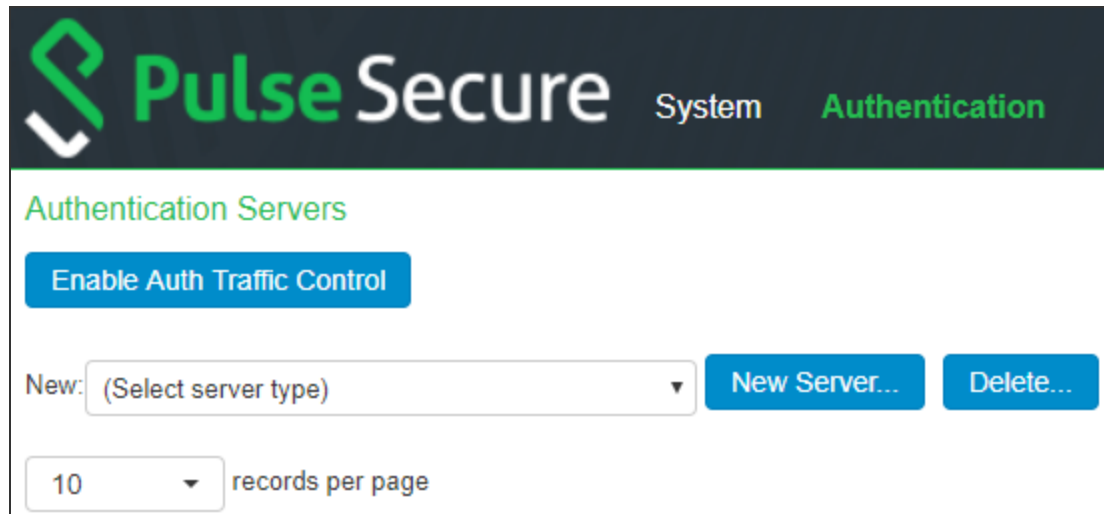 Pulse Secure System Authentication
Authentication Servers
Enable Auth Traffic Control
New: (Select server type) New Server... Delete...
10 records per page